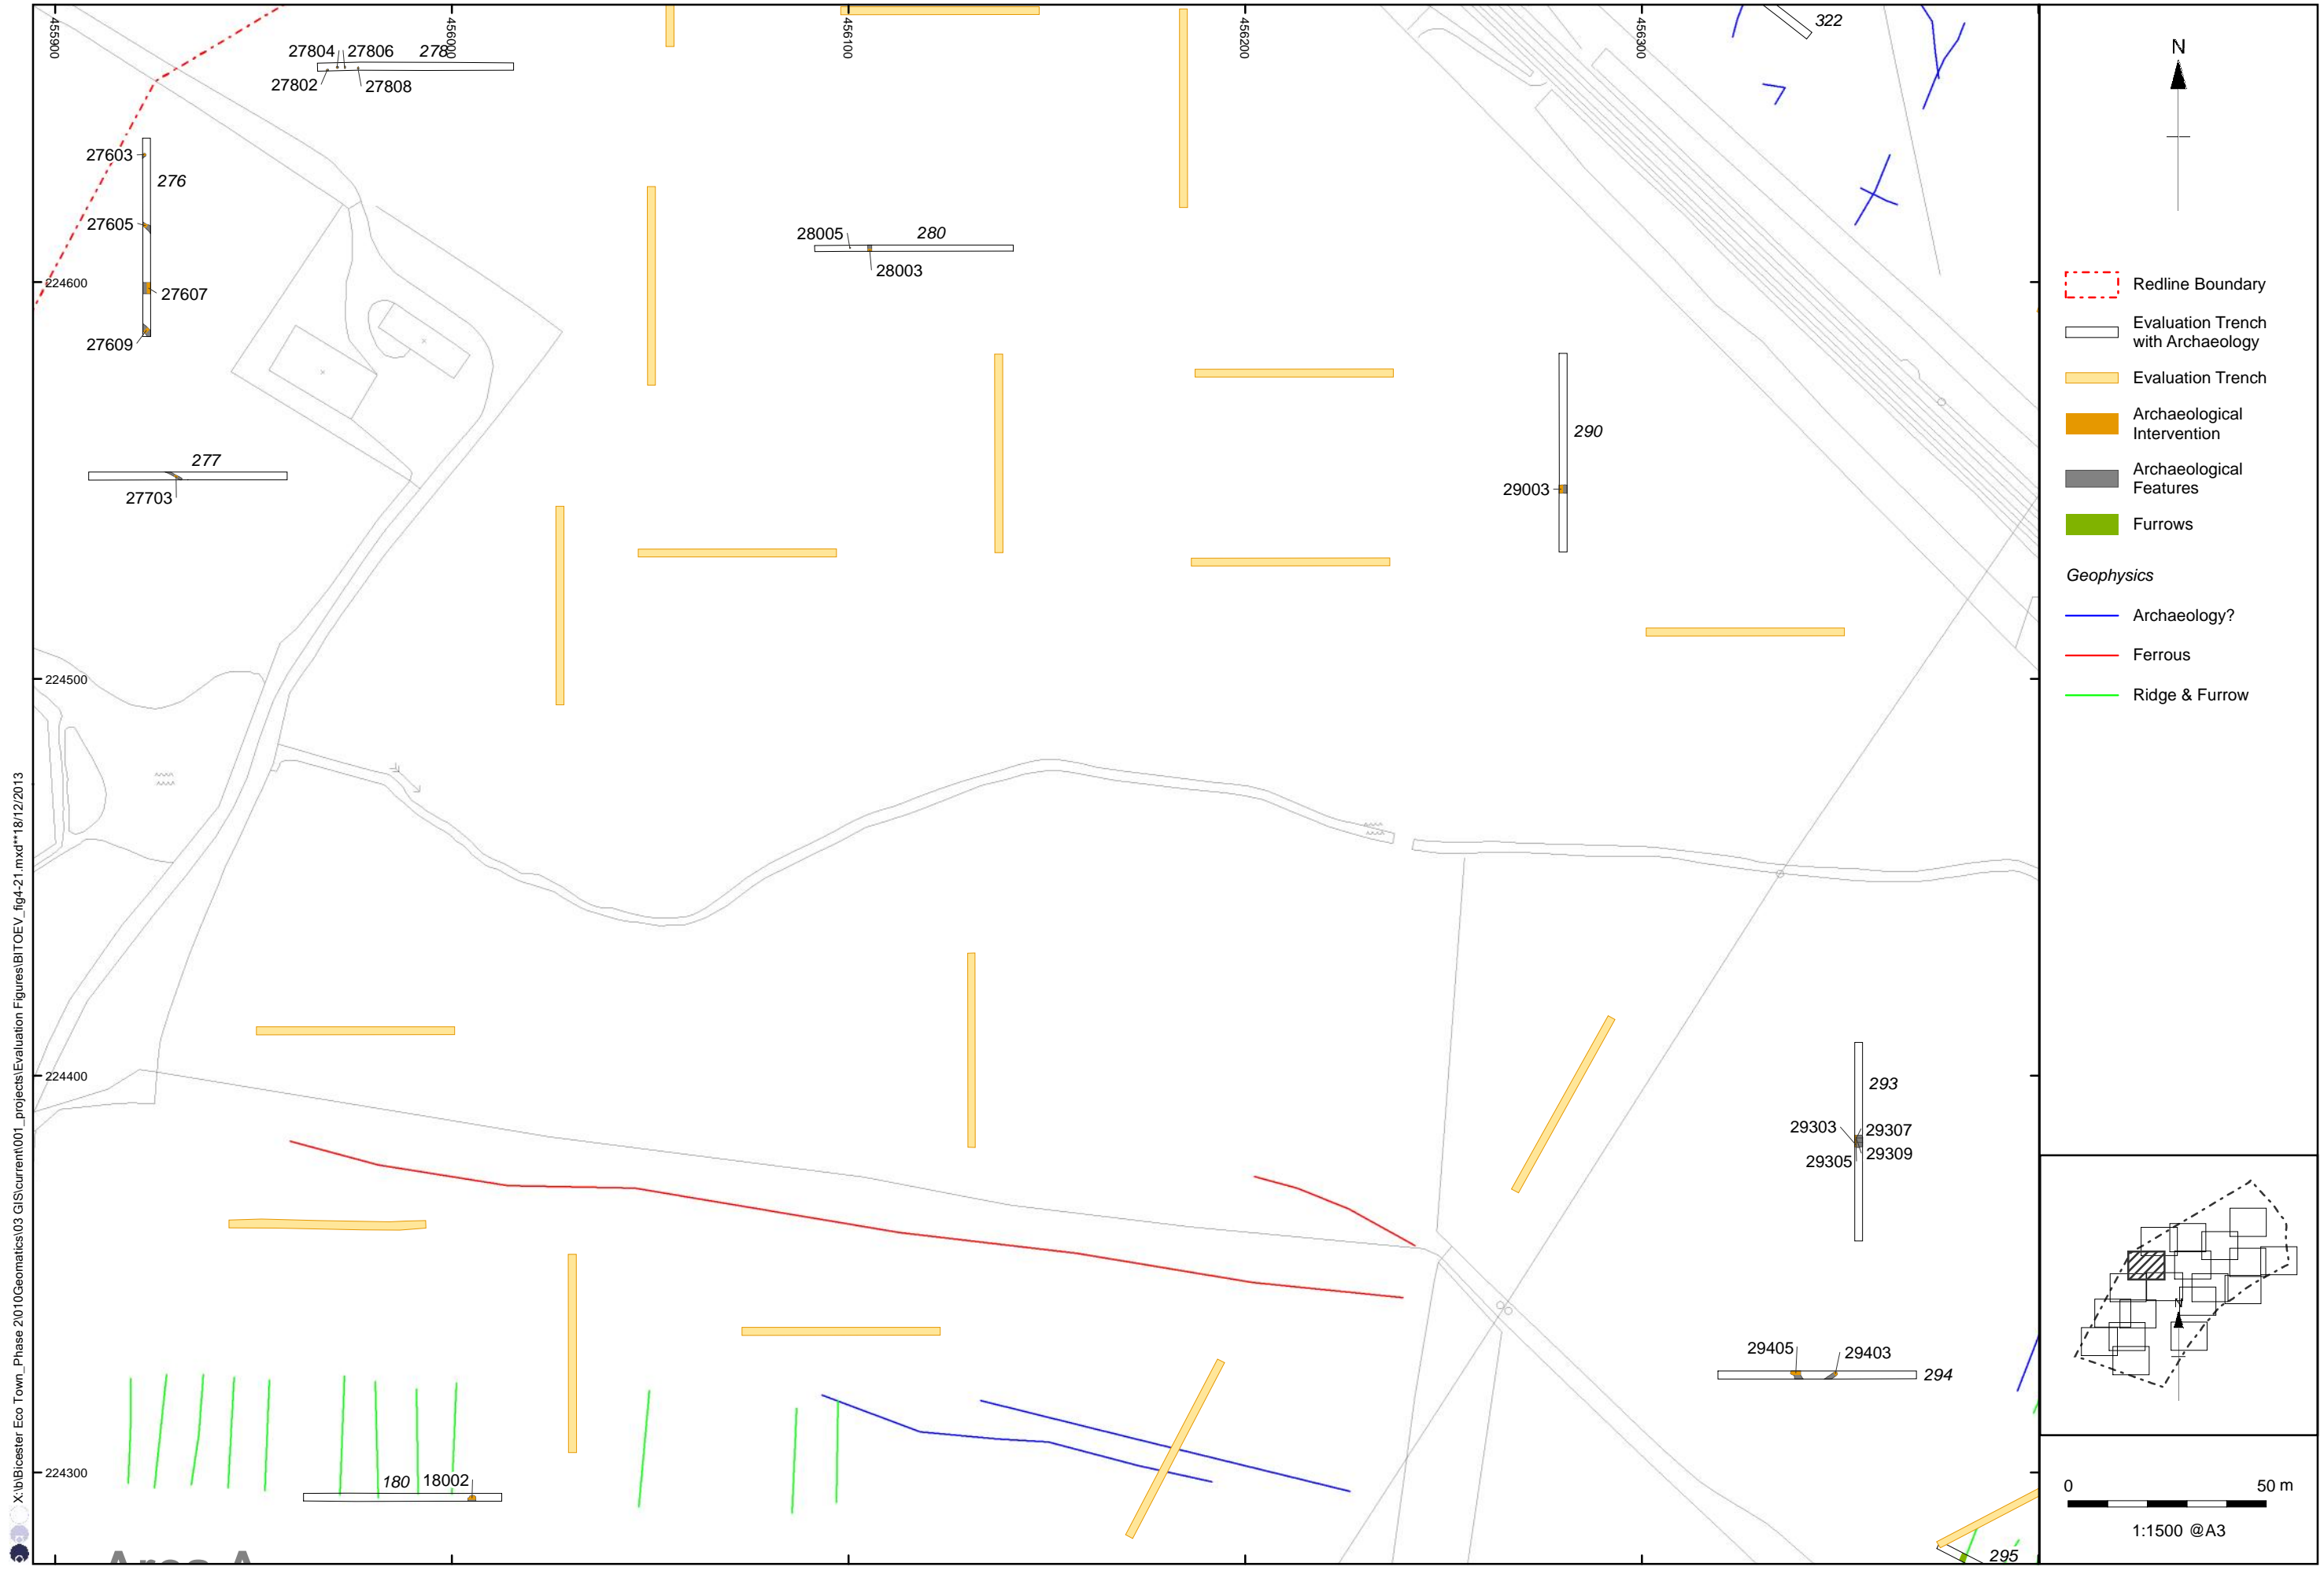 455900
456000
456100
456200
456300
322
27804
27806
278
27802
27808
27603
276
27605
224600
27607
27609
28005
280
28003
277
27703
290
29003
224500
224400
293
29303
29307
29305
29309
29405
29403
294
180
18002
224300
295
Area A
X:\b\Bicester Eco Town_Phase 2\010Geomatics\03 GIS\current\001_projects\Evaluation Figures\BITOEV_fig4-21.mxd**18/12/2013
N
Redline Boundary
Evaluation Trench
with Archaeology
Evaluation Trench
Archaeological
Intervention
Archaeological
Features
Furrows
Geophysics
Archaeology?
Ferrous
Ridge & Furrow
N
0
50 m
1:1500 @A3